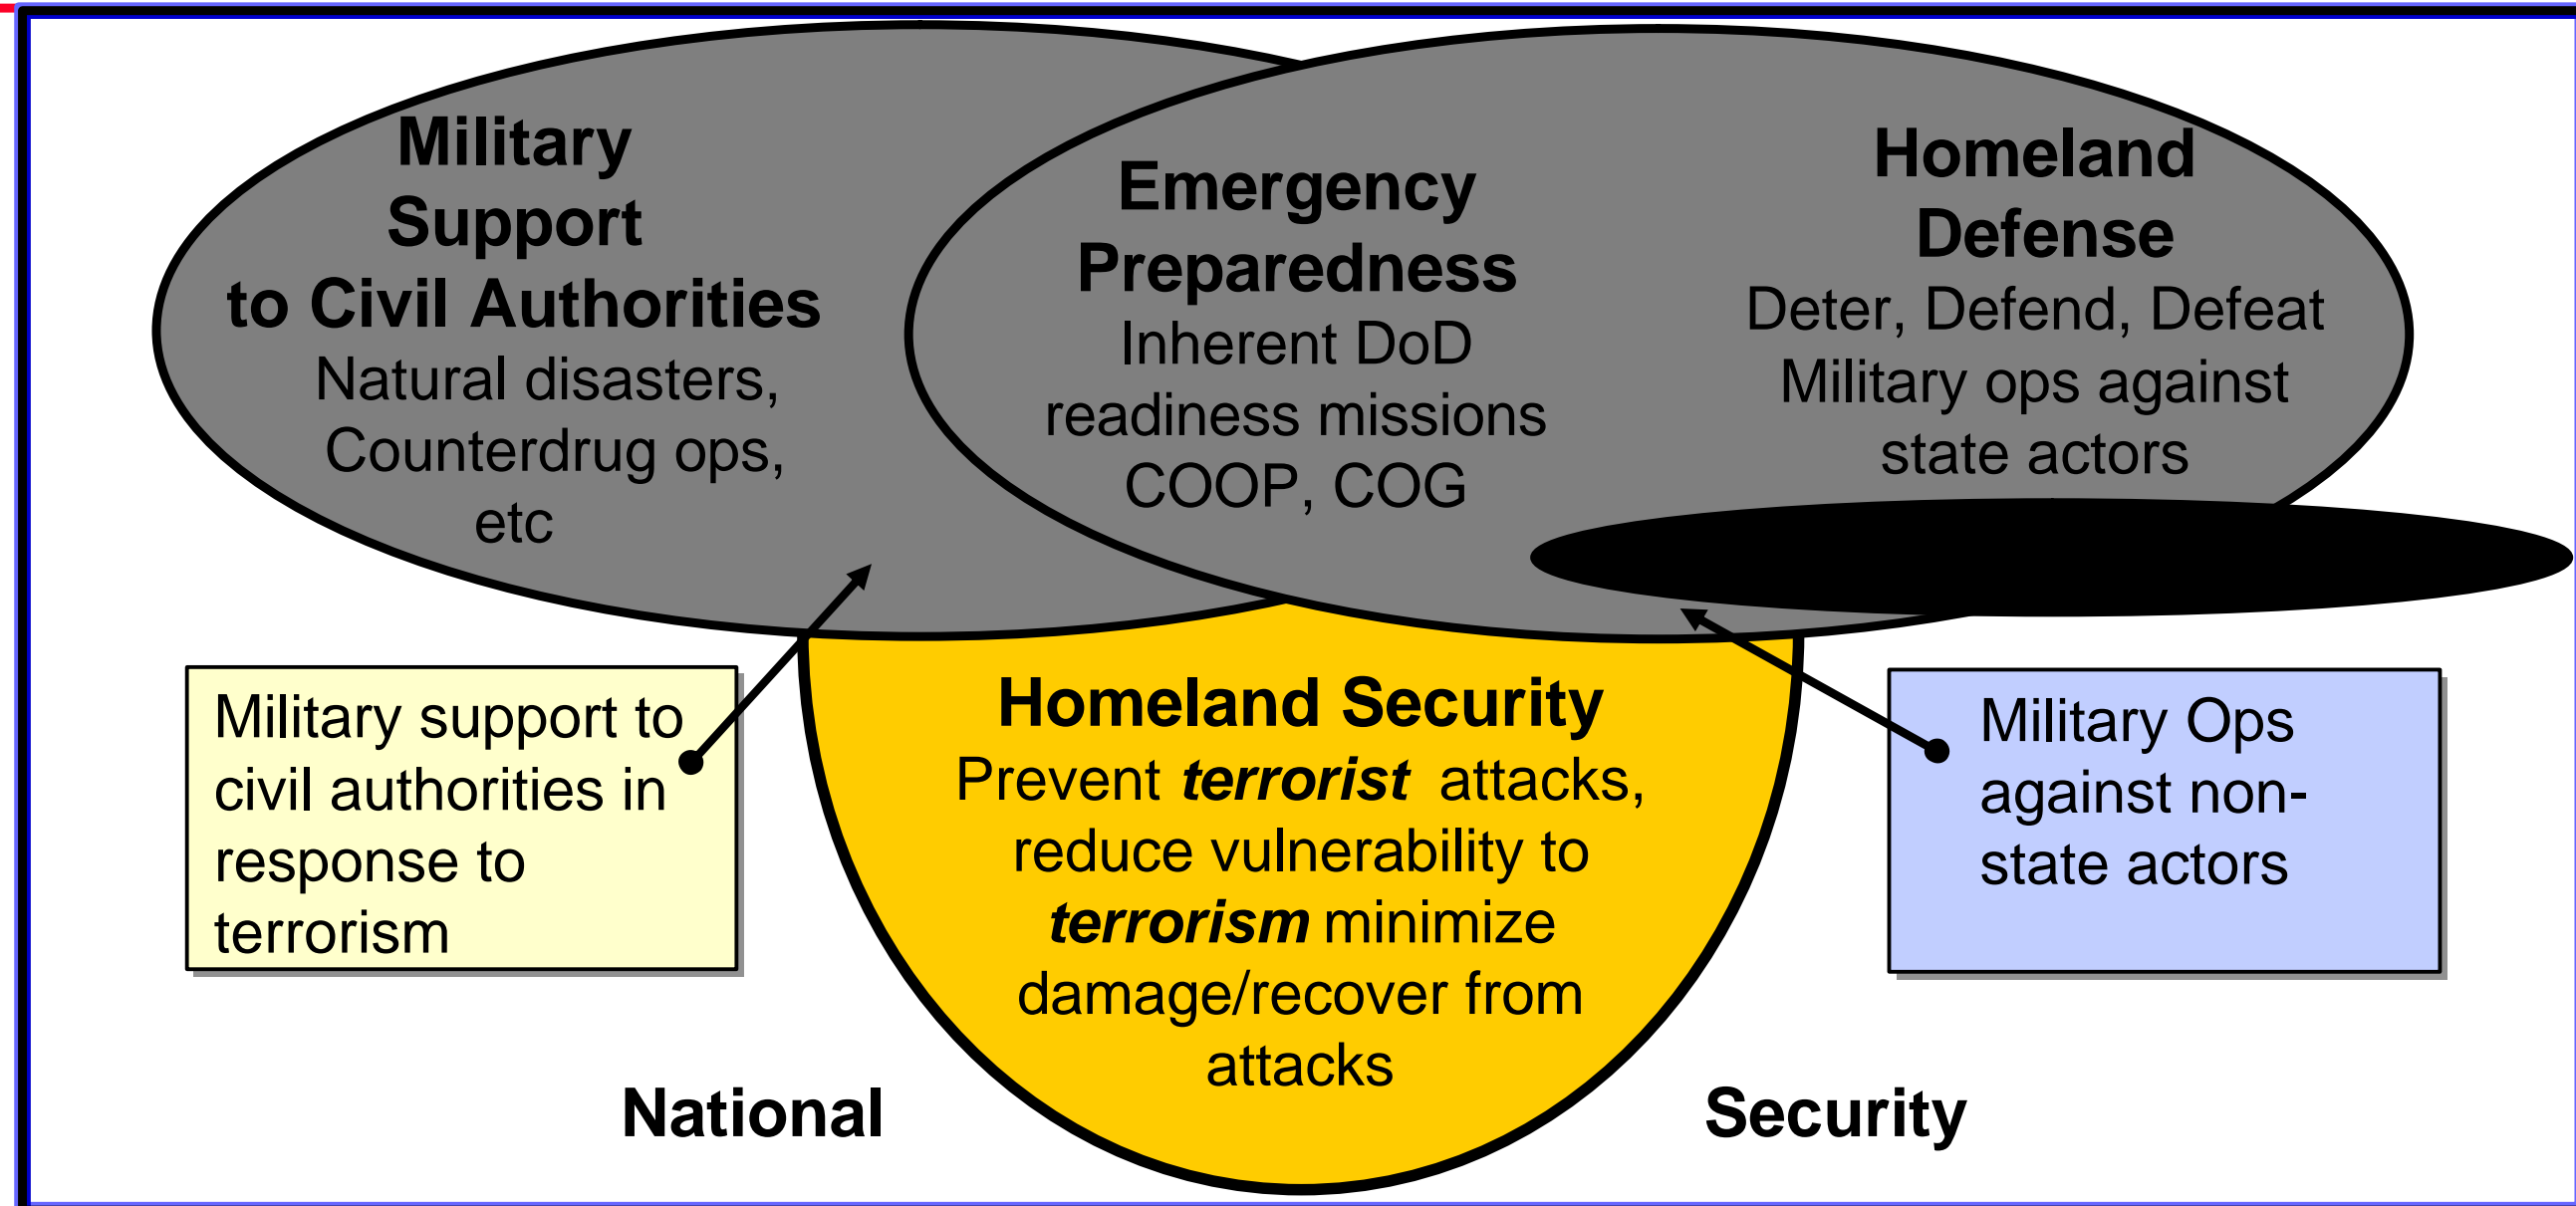 Military
Support
to Civil Authorities
Natural disasters,
Counterdrug ops,
etc
Emergency
Preparedness
Inherent DoD
readiness missions
COOP, COG
Homeland
Defense
Deter, Defend, Defeat
Military ops against
state actors
Military support to
civil authorities in
response to
terrorism
Homeland Security
Prevent terrorist attacks,
reduce vulnerability to
terrorism minimize
damage/recover from
attacks
Military Ops
against non-
state actors
National
Security